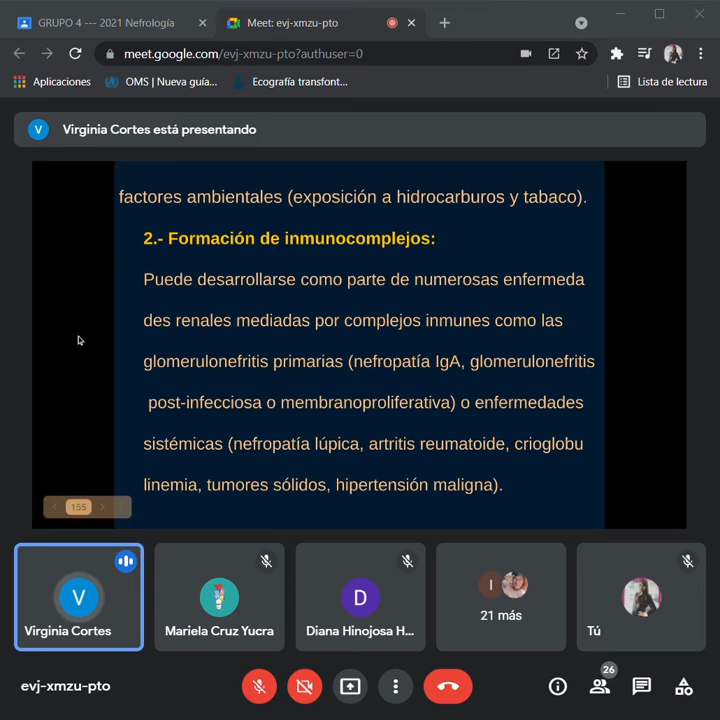 GRUPO 4 --- 2021 Nefrología
Meet: evj-xmzu-pto
meet.google.com/evj-xmzu-pto?authuser=0
Aplicaciones
OMS | Nueva guía...
Ecografía transfont...
Lista de lectura
V
Virginia Cortes está presentando
factores ambientales (exposición a hidrocarburos y tabaco).
2.- Formación de inmunocomplejos:
Puede desarrollarse como parte de numerosas enfermeda
des renales mediadas por complejos inmunes como las
glomerulonefritis primarias (nefropatía IgA, glomerulonefritis
post-infecciosa o membranoproliferativa) o enfermedades
sistémicas (nefropatía lúpica, artritis reumatoide, crioglobu
linemia, tumores sólidos, hipertensión maligna).
155
V
Virginia Cortes
Mariela Cruz Yucra
D
Diana Hinojosa H...
I
21 más
Tú
evj-xmzu-pto
26